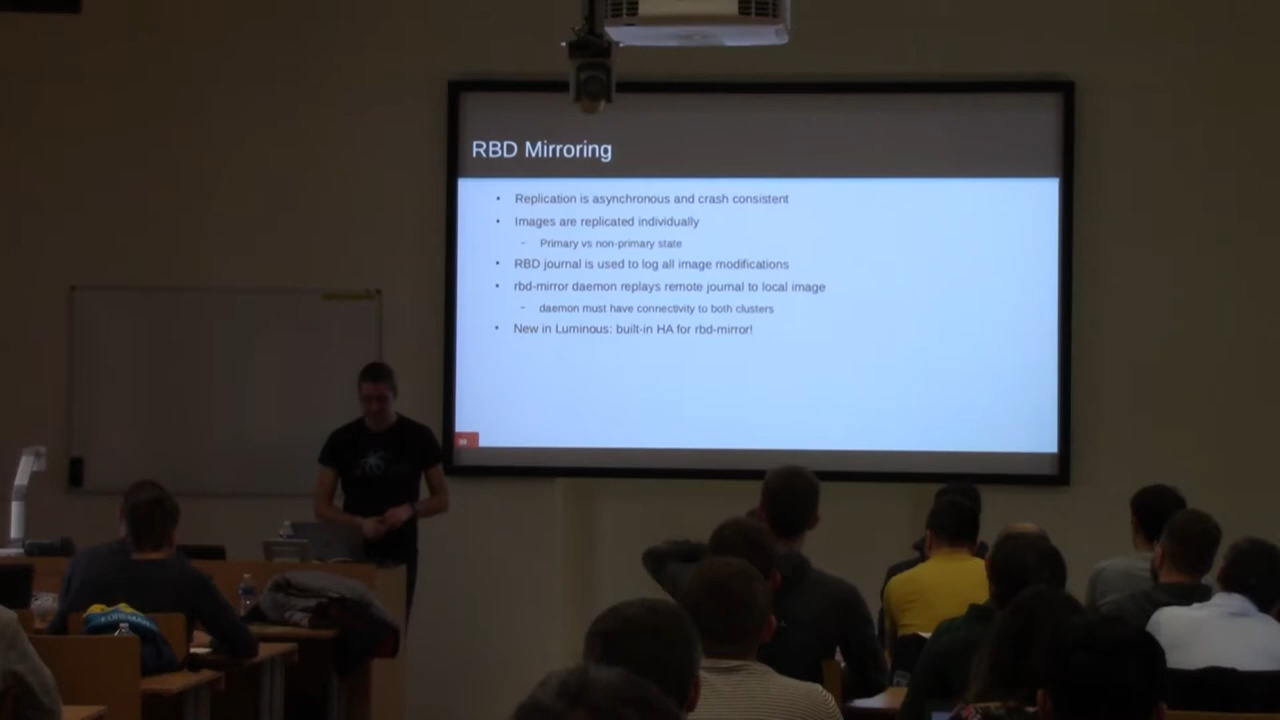 RBD Mirroring
• Replication is asynchronous and crash consistent
• Images are replicated individually
– Primary vs non-primary state
• RBD journal is used to log all image modifications
• rbd-mirror daemon replays remote journal to local image
– daemon must have connectivity to both clusters
• New in Luminous: built-in HA for rbd-mirror!